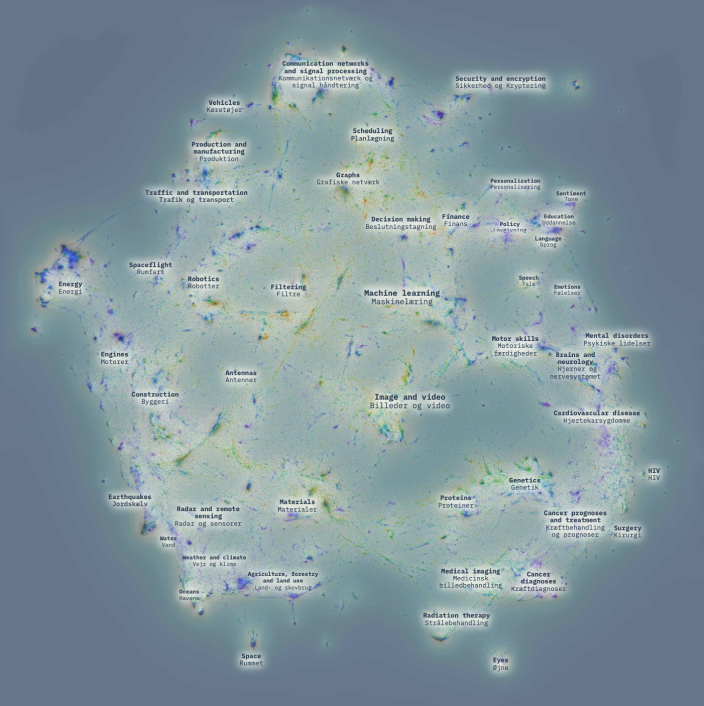 Communication networks
and signal processing
Kommunikationsnetværk og
signal håndtering
Security and encryption
Sikkerhed og Kryptering
Vehicles
Køretøjer
Scheduling
Planlægning
Production and
manufacturing
Produktion
Graphs
Grafiske netværk
Personalization
Personalisering
Traffic and transportation
Trafik og transport
Sentiment
Tone
Decision making
Beslutningstagning
Finance
Finans
Education
Uddannelse
Policy
Lovgivning
Language
Sprog
Spaceflight
Rumfart
Robotics
Robotter
Energy
Energi
Filtering
Filtre
Machine learning
Maskinelæring
Speech
Tale
Emotions
Følelser
Motor skills
Motoriske
færdigheder
Mental disorders
Psykiske lidelser
Engines
Motorer
Brains and
neurology
Hjerner og
nervesystemet
Antennas
Antenner
Construction
Byggeri
Image and video
Billeder og video
Cardiovascular disease
Hjertekarsygdomme
HIV
HIV
Genetics
Genetik
Earthquakes
Jordskælv
Materials
Materialer
Proteins
Proteiner
Radar and remote
sensing
Radar og sensorer
Cancer prognoses
and treatment
Kræftbehandling
og prognoser
Surgery
Kirurgi
Water
Vand
Weather and climate
Vejr og klima
Agriculture, forestry
and land use
Land- og skovbrug
Medical imaging
Medicinsk
billedbehandling
Cancer
diagnoses
Kræftdiagnoser
Oceans
Havene
Radiation therapy
Strålebehandling
Space
Rummet
Eyes
Øjne